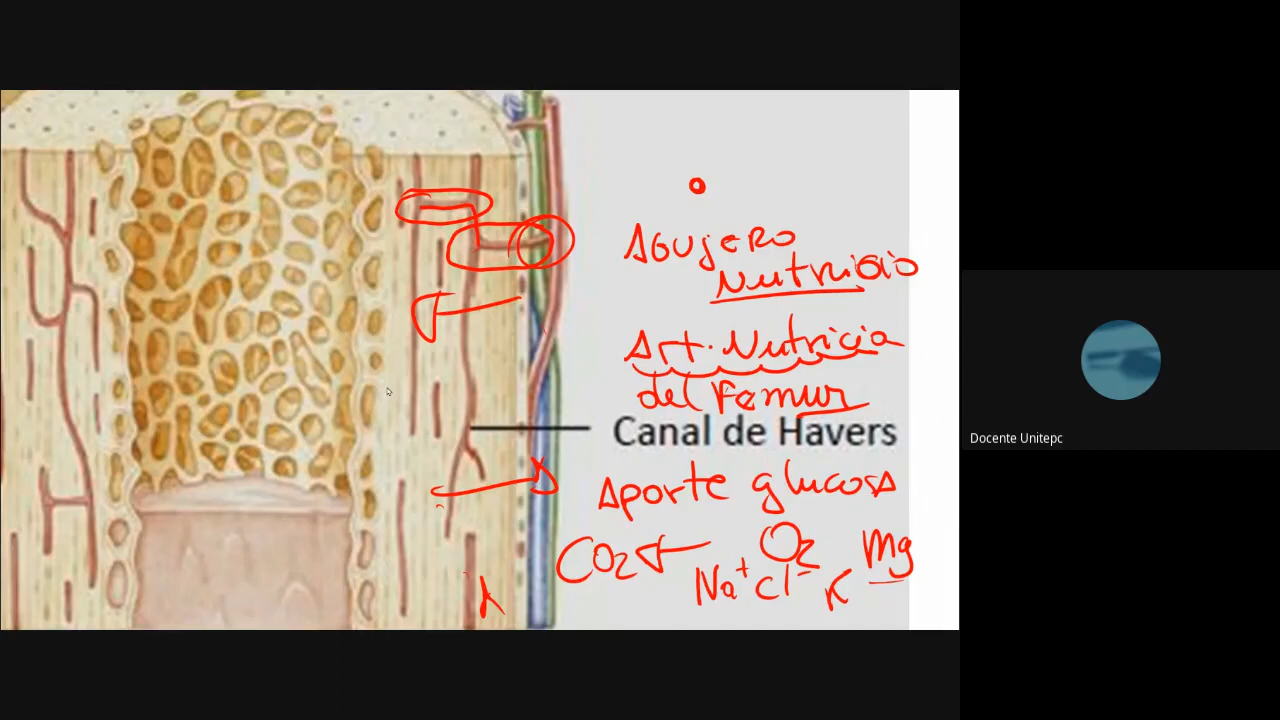 Agujero
Nutricio
Art. Nutricia
del Femur
Canal de Havers
Aporte glucosa
CO2 O2 Mg
Na+ Cl- K
Docente Unitepc